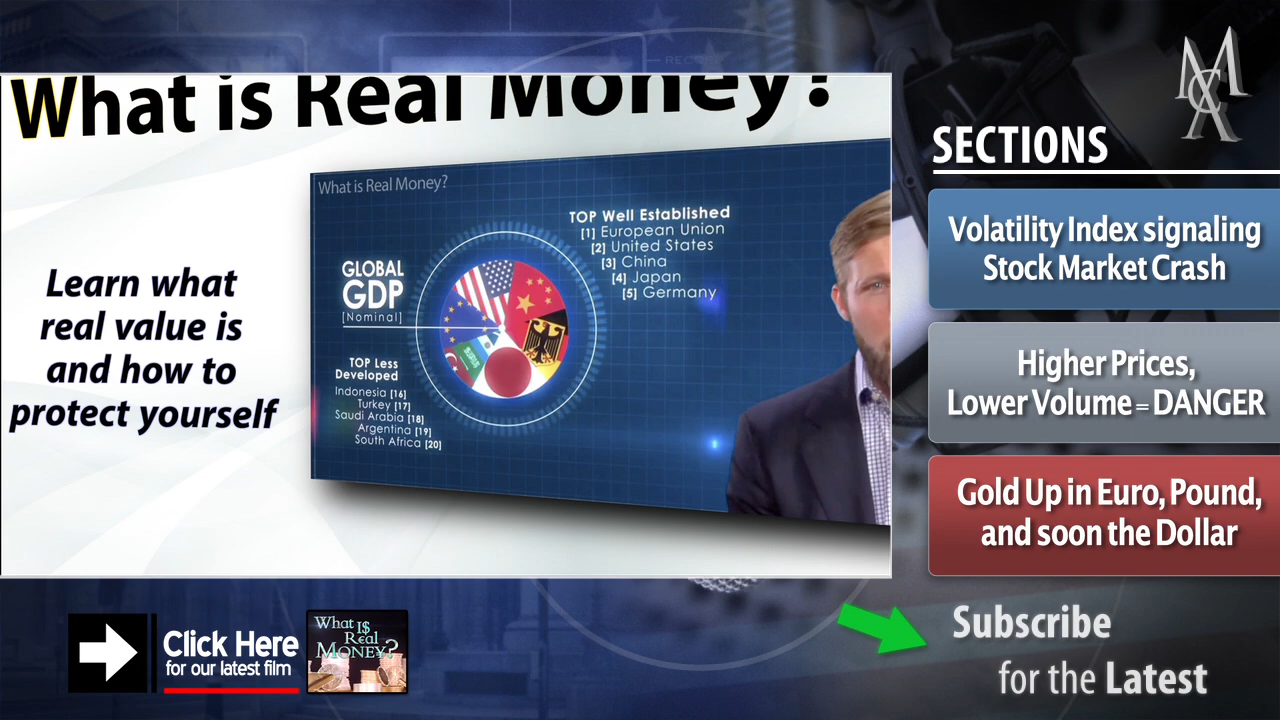 What is Real Money?
Learn what
real value is
and how to
protect yourself
What is Real Money?
GLOBAL
GDP
[Nominal]
TOP Well Established
[1] European Union
[2] United States
[3] China
[4] Japan
[5] Germany
TOP Less
Developed
Indonesia [16]
Turkey [17]
Saudi Arabia [18]
Argentina [19]
South Africa [20]
MCA
SECTIONS
Volatility Index signaling
Stock Market Crash
Higher Prices,
Lower Volume = DANGER
Gold Up in Euro, Pound,
and soon the Dollar
Click Here
for our latest film
What I$
Real
MONEY?
Subscribe
for the Latest